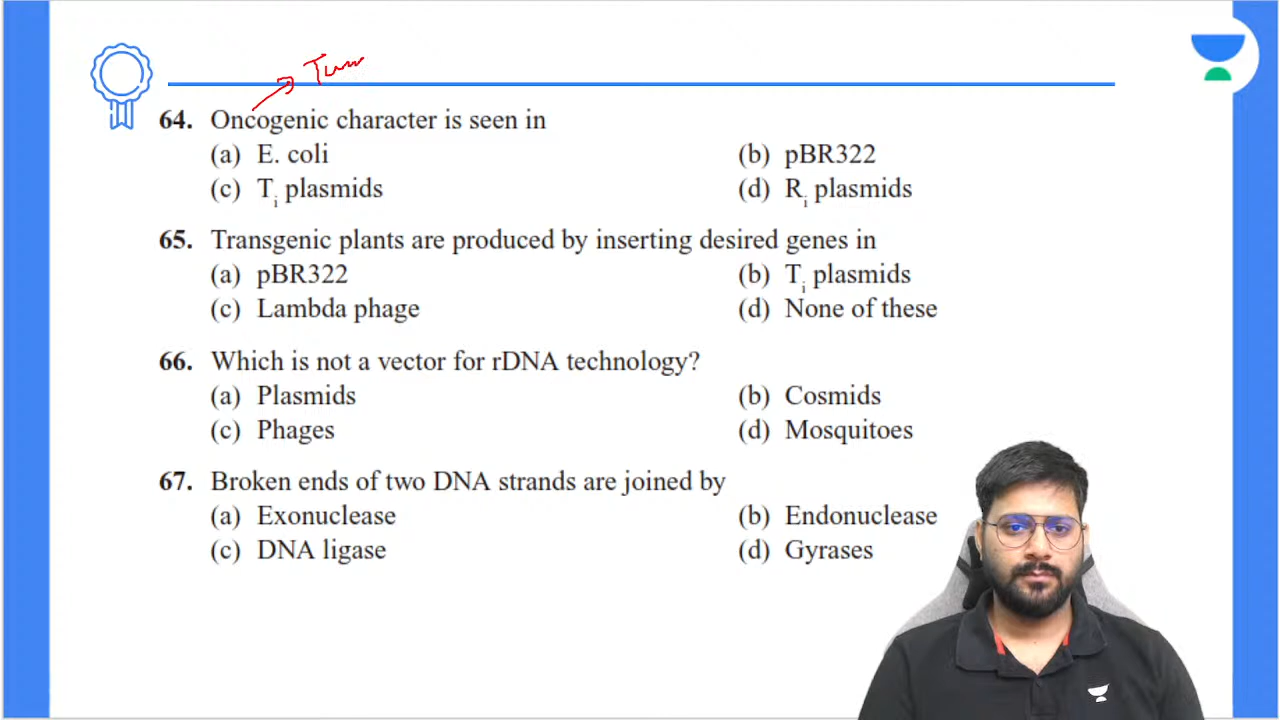 Tum
64. Oncogenic character is seen in
(a) E. coli (b) pBR322
(c) Ti plasmids (d) Ri plasmids
65. Transgenic plants are produced by inserting desired genes in
(a) pBR322 (b) Ti plasmids
(c) Lambda phage (d) None of these
66. Which is not a vector for rDNA technology?
(a) Plasmids (b) Cosmids
(c) Phages (d) Mosquitoes
67. Broken ends of two DNA strands are joined by
(a) Exonuclease (b) Endonuclease
(c) DNA ligase (d) Gyrases